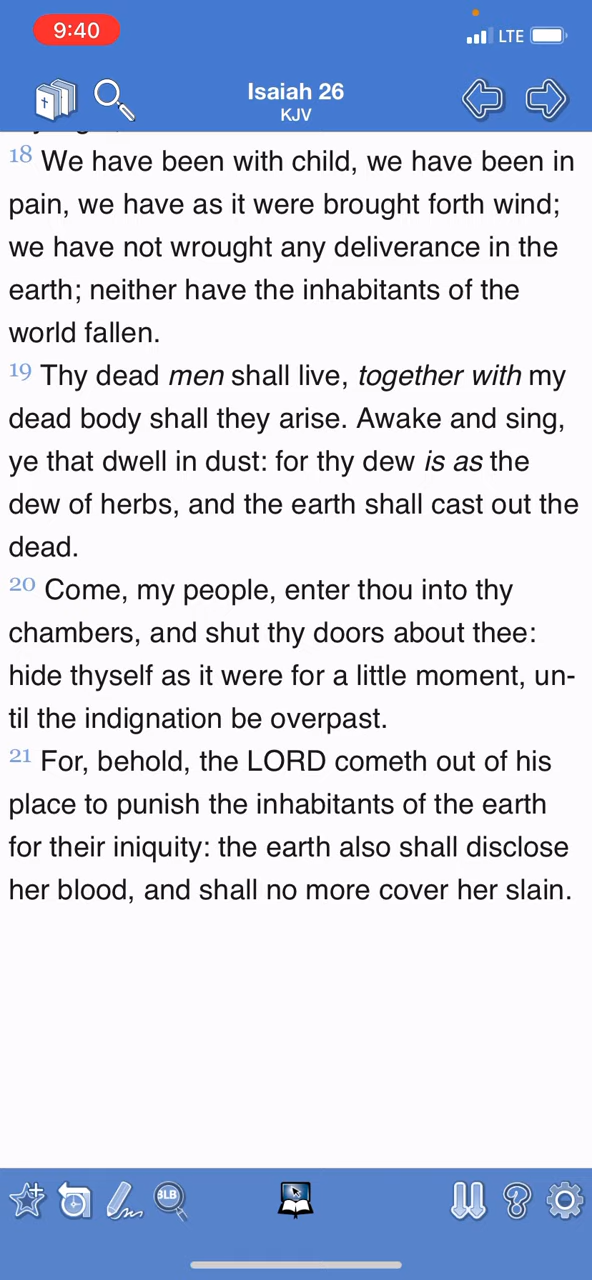 9:40
LTE
Isaiah 26
KJV
18 We have been with child, we have been in
pain, we have as it were brought forth wind;
we have not wrought any deliverance in the
earth; neither have the inhabitants of the
world fallen.
19 Thy dead men shall live, together with my
dead body shall they arise. Awake and sing,
ye that dwell in dust: for thy dew is as the
dew of herbs, and the earth shall cast out the
dead.
20 Come, my people, enter thou into thy
chambers, and shut thy doors about thee:
hide thyself as it were for a little moment, un-
til the indignation be overpast.
21 For, behold, the LORD cometh out of his
place to punish the inhabitants of the earth
for their iniquity: the earth also shall disclose
her blood, and shall no more cover her slain.
BLB